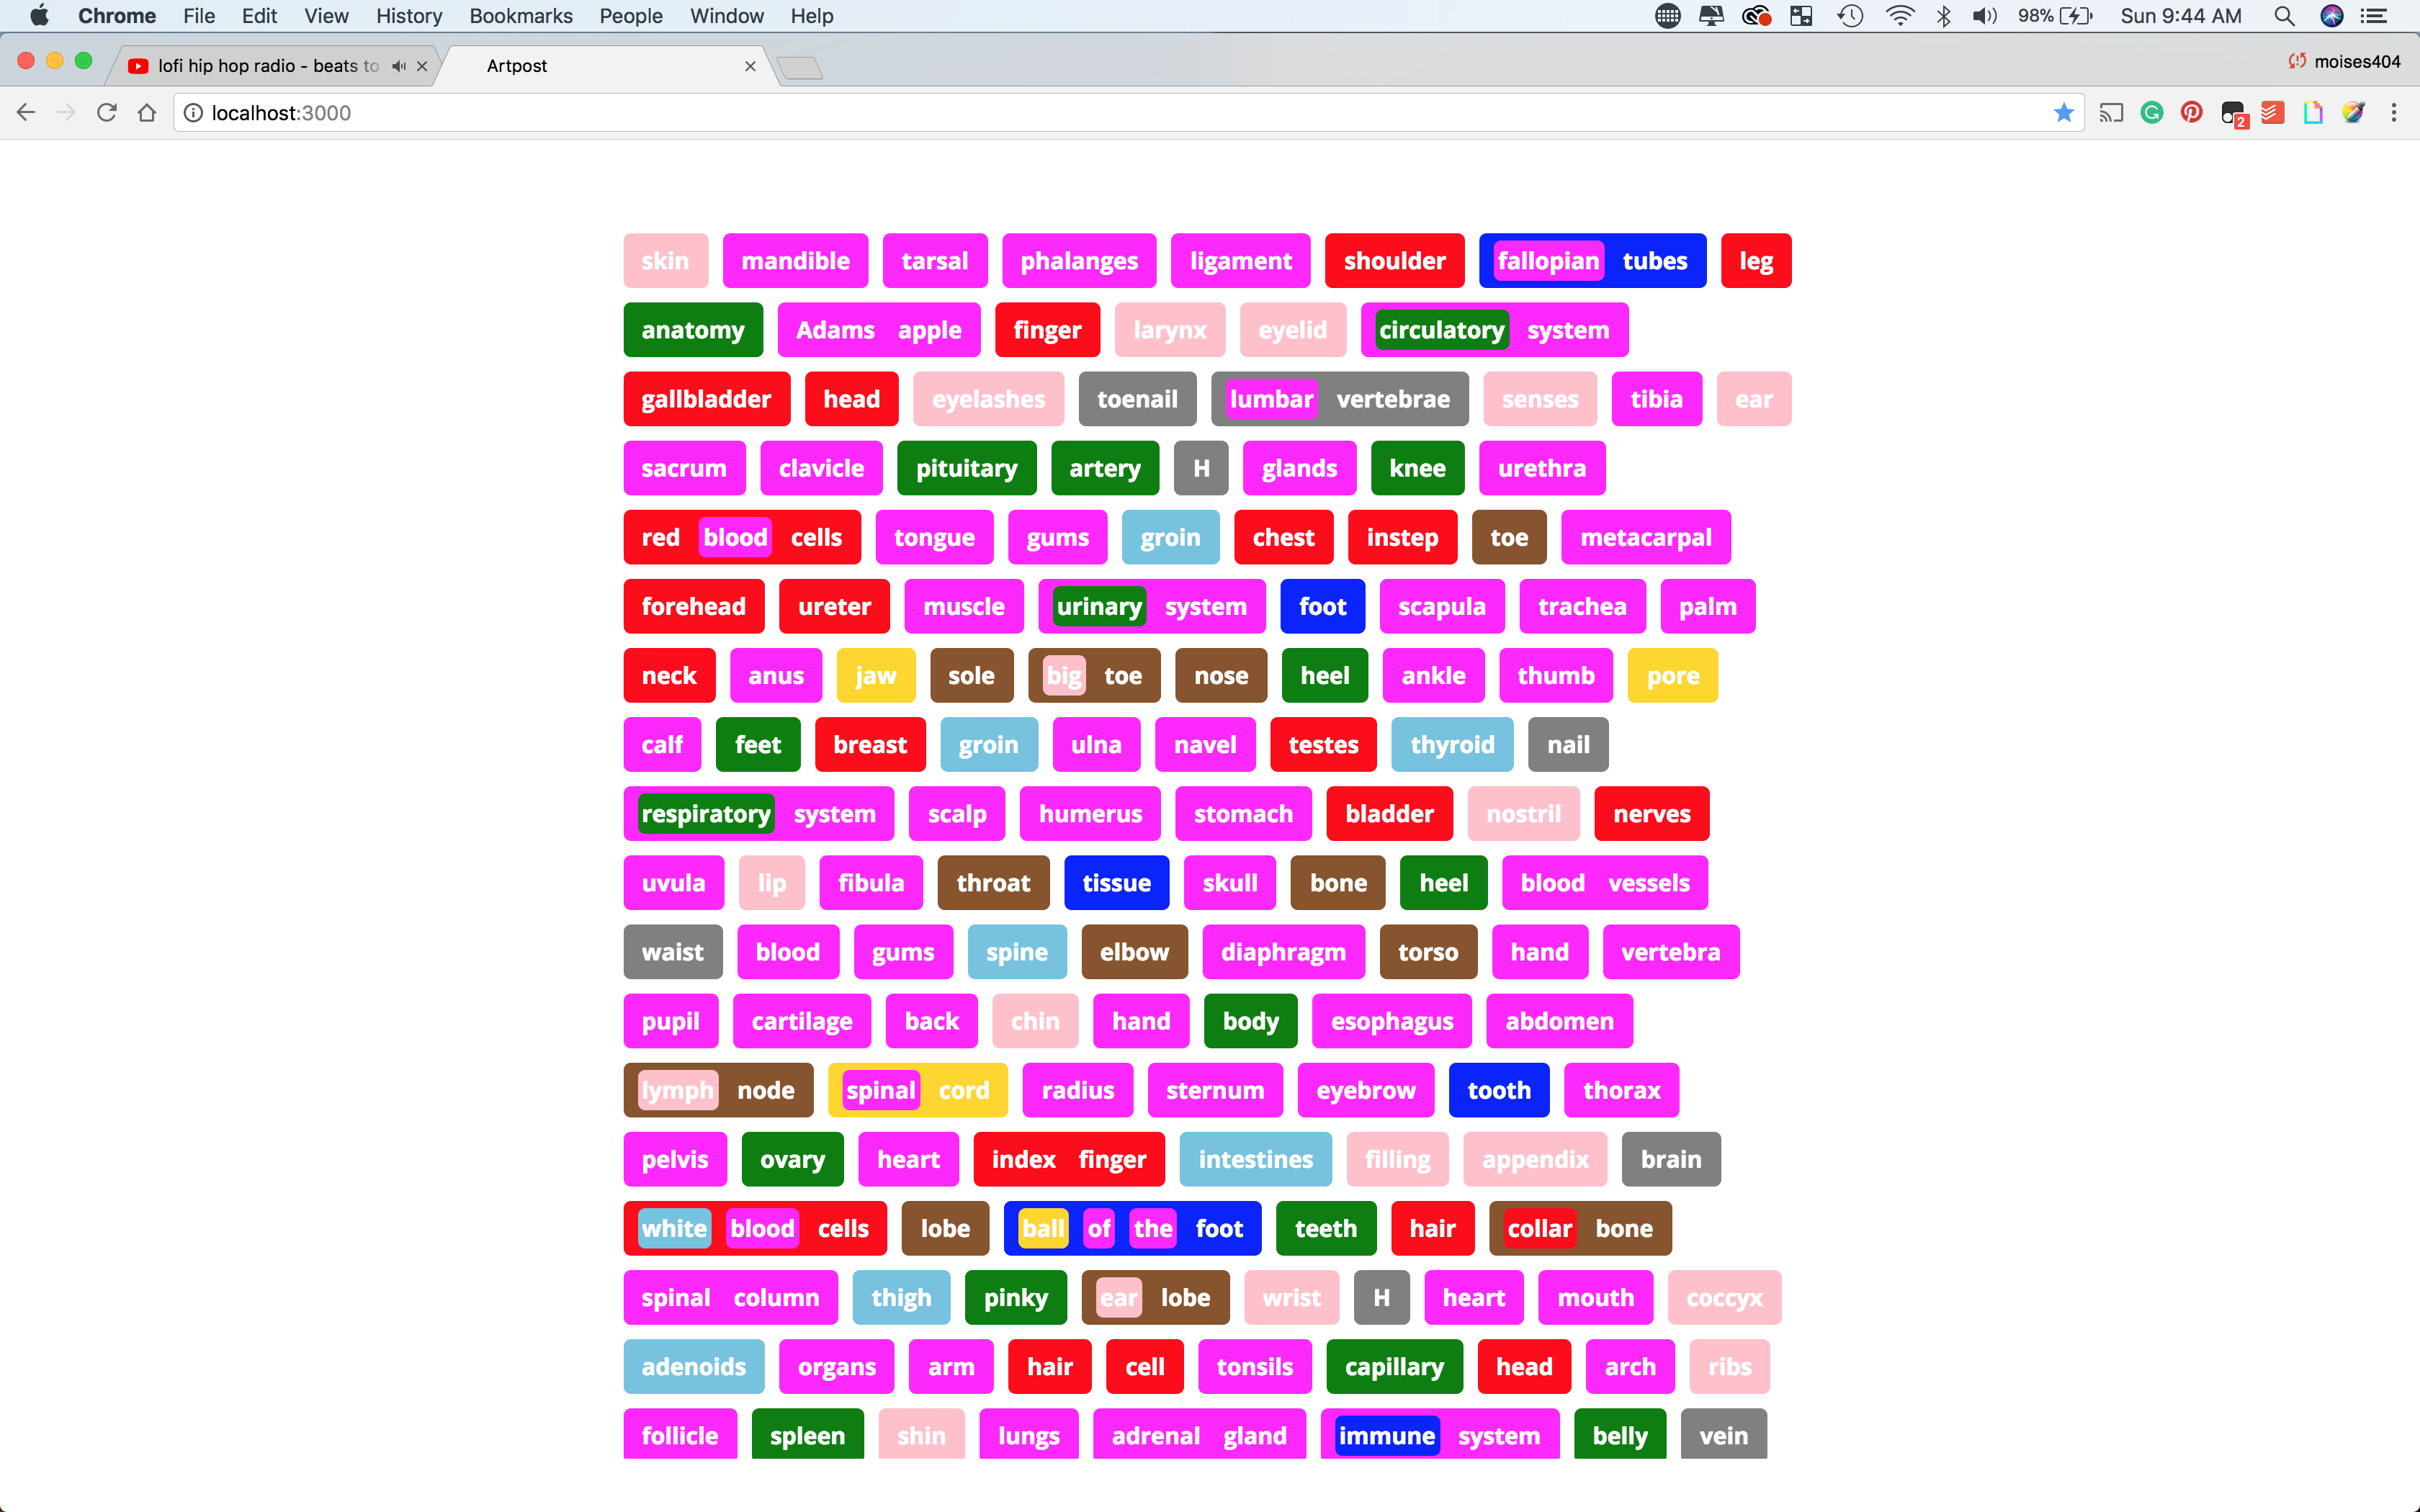 Chrome File Edit View History Bookmarks People Window Help 98% Sun 9:44 AM
lofi hip hop radio - beats to Artpost moises404
localhost:3000 2
skin mandible tarsal phalanges ligament shoulder fallopian tubes leg
anatomy Adams apple finger larynx eyelid circulatory system
gallbladder head eyelashes toenail lumbar vertebrae senses tibia ear
sacrum clavicle pituitary artery H glands knee urethra
red blood cells tongue gums groin chest instep toe metacarpal
forehead ureter muscle urinary system foot scapula trachea palm
neck anus jaw sole big toe nose heel ankle thumb pore
calf feet breast groin ulna navel testes thyroid nail
respiratory system scalp humerus stomach bladder nostril nerves
uvula lip fibula throat tissue skull bone heel blood vessels
waist blood gums spine elbow diaphragm torso hand vertebra
pupil cartilage back chin hand body esophagus abdomen
lymph node spinal cord radius sternum eyebrow tooth thorax
pelvis ovary heart index finger intestines filling appendix brain
white blood cells lobe ball of the foot teeth hair collar bone
spinal column thigh pinky ear lobe wrist H heart mouth coccyx
adenoids organs arm hair cell tonsils capillary head arch ribs
follicle spleen shin lungs adrenal gland immune system belly vein